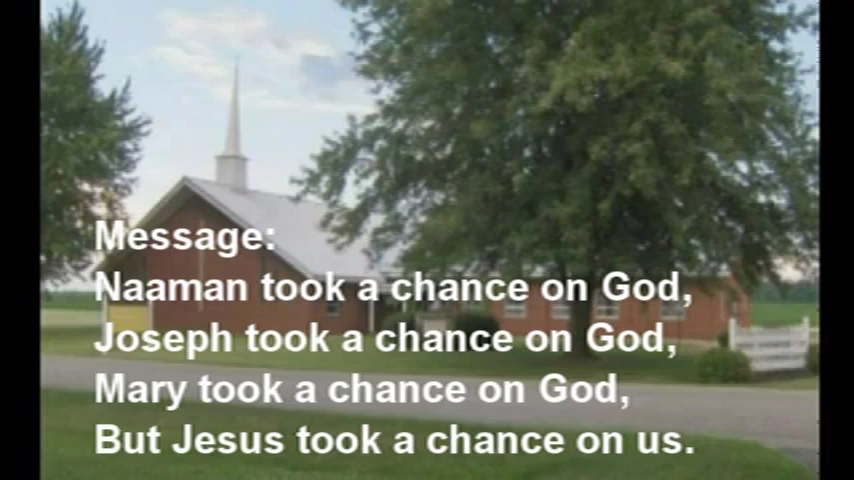 Message:
Naaman took a chance on God,
Joseph took a chance on God,
Mary took a chance on God,
But Jesus took a chance on us.